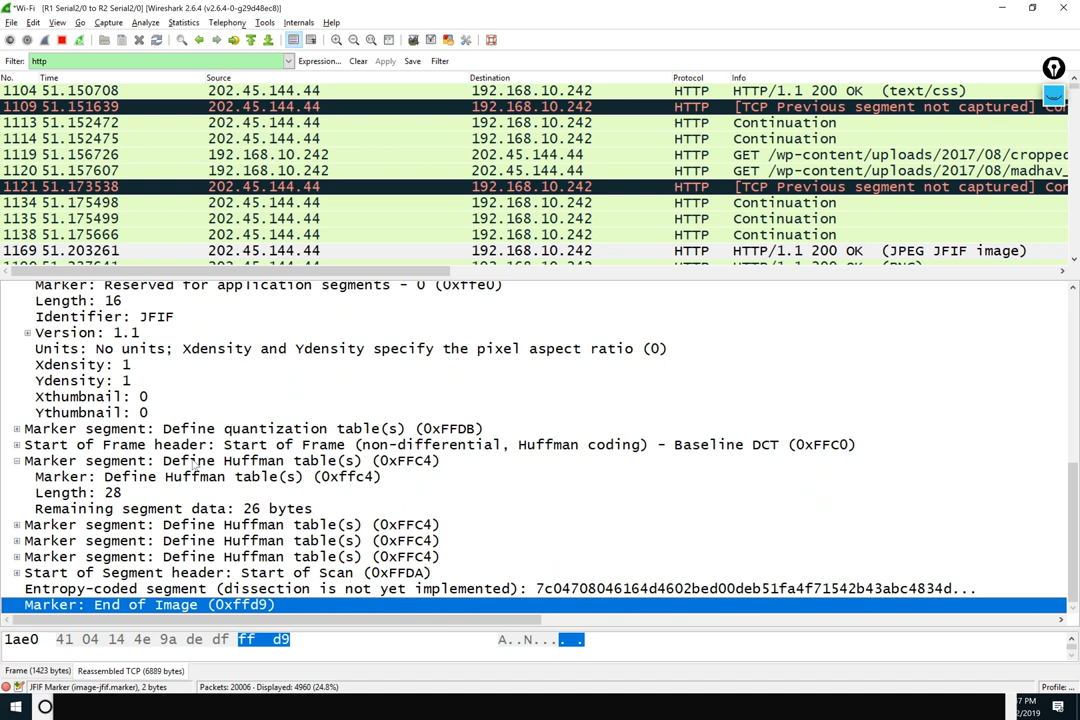 *Wi-Fi [R1 Serial2/0 to R2 Serial2/0] [Wireshark 2.6.4 (v2.6.4-0-g29d48ec8)]
File Edit View Go Capture Analyze Statistics Telephony Tools Internals Help
Filter: http Expression... Clear Apply Save Filter
No. Time Source Destination Protocol Info
1104 51.150708 202.45.144.44 192.168.10.242 HTTP HTTP/1.1 200 OK (text/css)
1109 51.151639 202.45.144.44 192.168.10.242 HTTP [TCP Previous segment not captured] Con
1113 51.152472 202.45.144.44 192.168.10.242 HTTP Continuation
1114 51.152475 202.45.144.44 192.168.10.242 HTTP Continuation
1119 51.156726 192.168.10.242 202.45.144.44 HTTP GET /wp-content/uploads/2017/08/cropped
1120 51.157607 192.168.10.242 202.45.144.44 HTTP GET /wp-content/uploads/2017/08/madhav_
1121 51.173538 202.45.144.44 192.168.10.242 HTTP [TCP Previous segment not captured] Con
1134 51.175498 202.45.144.44 192.168.10.242 HTTP Continuation
1135 51.175499 202.45.144.44 192.168.10.242 HTTP Continuation
1138 51.175666 202.45.144.44 192.168.10.242 HTTP Continuation
1169 51.203261 202.45.144.44 192.168.10.242 HTTP HTTP/1.1 200 OK (JPEG JFIF image)
Marker: Reserved for application segments - 0 (0xffe0)
Length: 16
Identifier: JFIF
Version: 1.1
Units: No units; Xdensity and Ydensity specify the pixel aspect ratio (0)
Xdensity: 1
Ydensity: 1
Xthumbnail: 0
Ythumbnail: 0
Marker segment: Define quantization table(s) (0xFFDB)
Start of Frame header: Start of Frame (non-differential, Huffman coding) - Baseline DCT (0xFFC0)
Marker segment: Define Huffman table(s) (0xFFC4)
Marker: Define Huffman table(s) (0xffc4)
Length: 28
Remaining segment data: 26 bytes
Marker segment: Define Huffman table(s) (0xFFC4)
Marker segment: Define Huffman table(s) (0xFFC4)
Marker segment: Define Huffman table(s) (0xFFC4)
Start of Segment header: Start of Scan (0xFFDA)
Entropy-coded segment (dissection is not yet implemented): 7c04708046164d4602bed00deb51fa4f71542b43abc4834d...
Marker: End of Image (0xffd9)
1ae0 41 04 14 4e 9a de df ff d9 A..N... . .
Frame (1423 bytes) Reassembled TCP (6889 bytes)
JFIF Marker (image-jfif.marker), 2 bytes Packets: 20006 · Displayed: 4960 (24.8%) Profile: ...
7 PM
2/2019